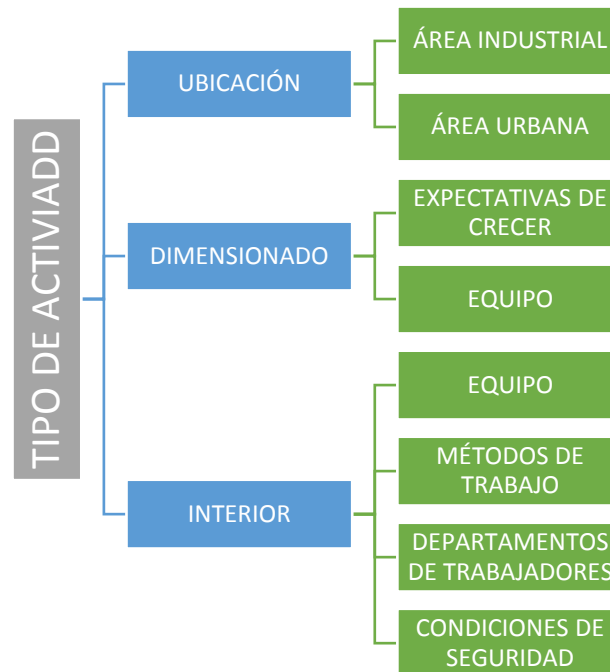 TIPO DE ACTIVIADD
UBICACIÓN
ÁREA INDUSTRIAL
ÁREA URBANA
DIMENSIONADO
EXPECTATIVAS DE
CRECER
EQUIPO
INTERIOR
EQUIPO
MÉTODOS DE
TRABAJO
DEPARTAMENTOS
DE TRABAJADORES
CONDICIONES DE
SEGURIDAD